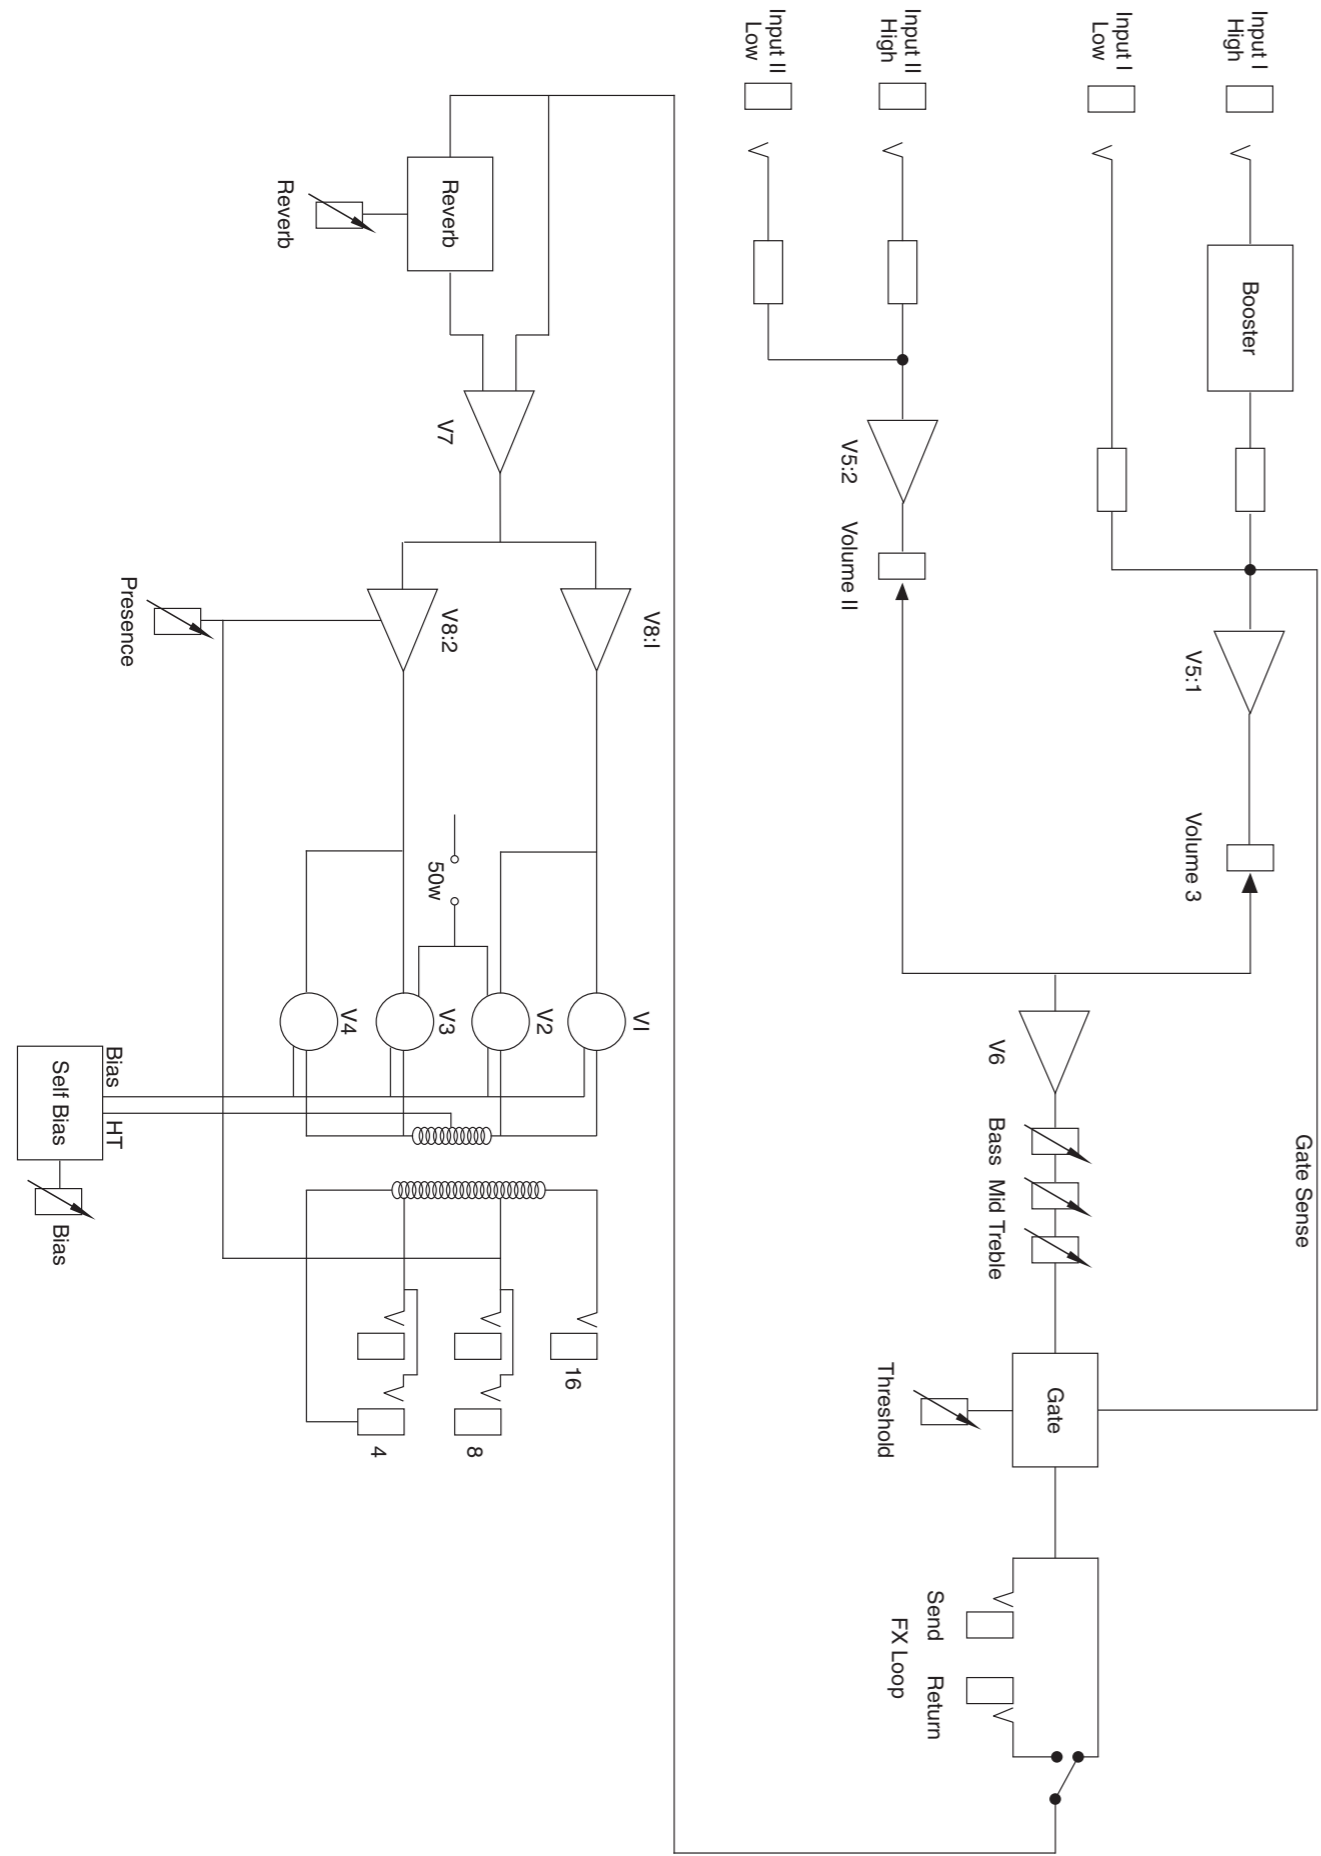 Input I
High
Input I
Low
Input II
High
Input II
Low
Booster
V5:1
Volume 3
V5:2
Volume II
V6
Bass
Mid
Treble
Gate Sense
Gate
Threshold
Send
Return
FX Loop
Reverb
Reverb
V7
V8:I
V8:2
Presence
50w
VI
V2
V3
V4
Bias
HT
Self Bias
Bias
16
8
4